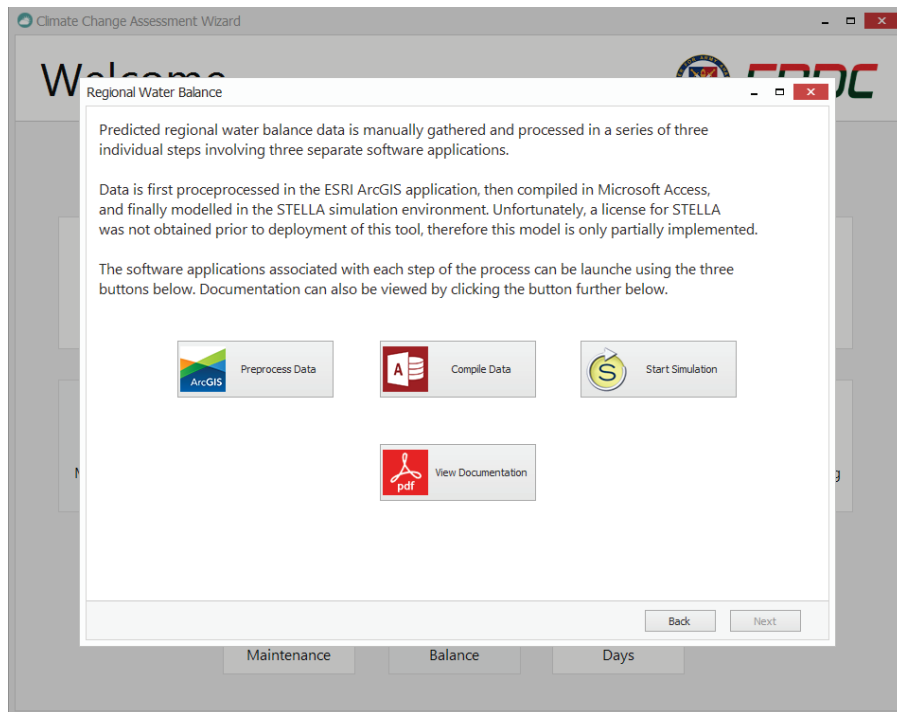 Climate Change Assessment Wizard
Regional Water Balance
Predicted regional water balance data is manually gathered and processed in a series of three
individual steps involving three separate software applications.
Data is first proceprocessed in the ESRI ArcGIS application, then compiled in Microsoft Access,
and finally modelled in the STELLA simulation environment. Unfortunately, a license for STELLA
was not obtained prior to deployment of this tool, therefore this model is only partially implemented.
The software applications associated with each step of the process can be launche using the three
buttons below. Documentation can also be viewed by clicking the button further below.
ArcGIS
Preprocess Data
A
Compile Data
S
Start Simulation
pdf
View Documentation
Back
Next
Maintenance
Balance
Days